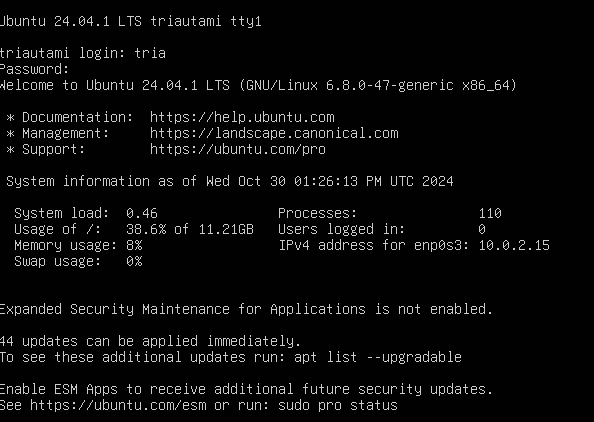 Ubuntu 24.04.1 LTS triautami tty1
triautami login: tria
Password:
Welcome to Ubuntu 24.04.1 LTS (GNU/Linux 6.8.0-47-generic x86_64)
* Documentation:  https://help.ubuntu.com
* Management:     https://landscape.canonical.com
* Support:        https://ubuntu.com/pro
System information as of Wed Oct 30 01:26:13 PM UTC 2024
System load:  0.46               Processes:               110
Usage of /:   38.6% of 11.21GB   Users logged in:         0
Memory usage: 8%                 IPv4 address for enp0s3: 10.0.2.15
Swap usage:   0%
Expanded Security Maintenance for Applications is not enabled.
44 updates can be applied immediately.
To see these additional updates run: apt list --upgradable
Enable ESM Apps to receive additional future security updates.
See https://ubuntu.com/esm or run: sudo pro status